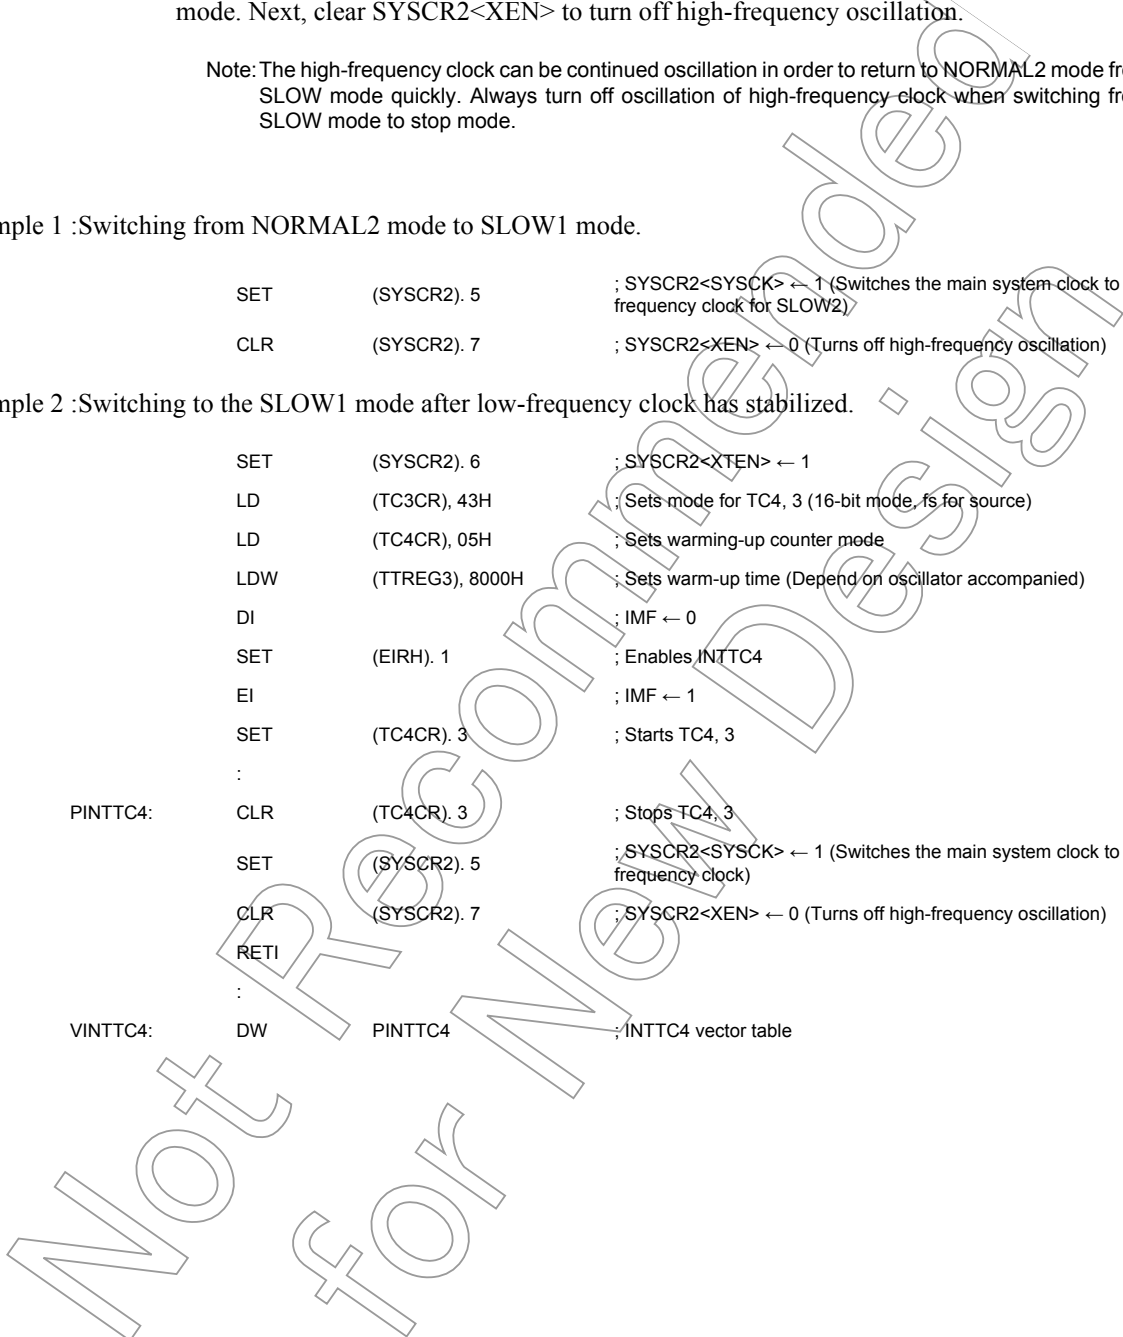 mode. Next, clear SYSCR2<XEN> to turn off high-frequency oscillation.
Note: The high-frequency clock can be continued oscillation in order to return to NORMAL2 mode fr
SLOW mode quickly. Always turn off oscillation of high-frequency clock when switching fr
SLOW mode to stop mode.
mple 1 :Switching from NORMAL2 mode to SLOW1 mode.
SET (SYSCR2). 5 ; SYSCR2<SYSCK> ← 1 (Switches the main system clock to
frequency clock for SLOW2)
CLR (SYSCR2). 7 ; SYSCR2<XEN> ← 0 (Turns off high-frequency oscillation)
mple 2 :Switching to the SLOW1 mode after low-frequency clock has stabilized.
SET (SYSCR2). 6 ; SYSCR2<XTEN> ← 1
LD (TC3CR), 43H ; Sets mode for TC4, 3 (16-bit mode, fs for source)
LD (TC4CR), 05H ; Sets warming-up counter mode
LDW (TTREG3), 8000H ; Sets warm-up time (Depend on oscillator accompanied)
DI ; IMF ← 0
SET (EIRH). 1 ; Enables INTTC4
EI ; IMF ← 1
SET (TC4CR). 3 ; Starts TC4, 3
:
PINTTC4: CLR (TC4CR). 3 ; Stops TC4, 3
SET (SYSCR2). 5 ; SYSCR2<SYSCK> ← 1 (Switches the main system clock to
frequency clock)
CLR (SYSCR2). 7 ; SYSCR2<XEN> ← 0 (Turns off high-frequency oscillation)
RETI
:
VINTTC4: DW PINTTC4 ; INTTC4 vector table
Not Recommended
for New Design